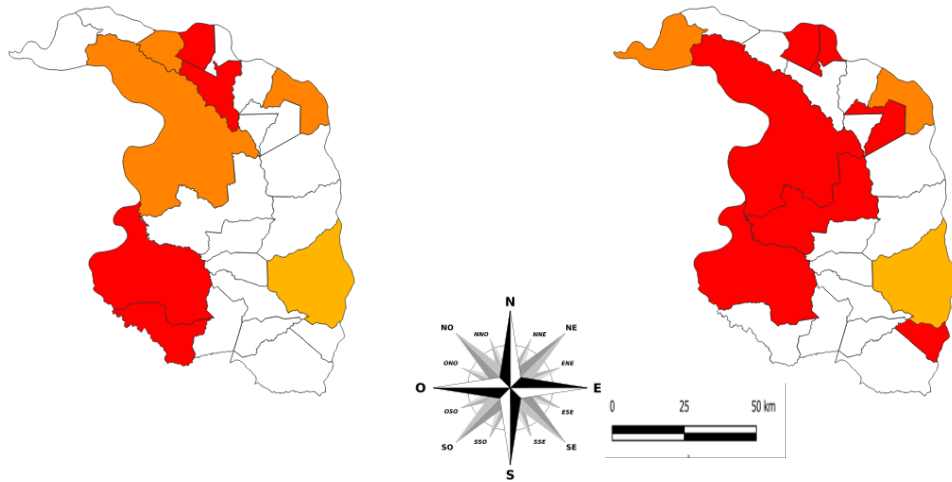 N
NO NNO NNE NE
ONO ENE
O E
OSO ESE
SO SSO SSE SE
S
0 25 50 km